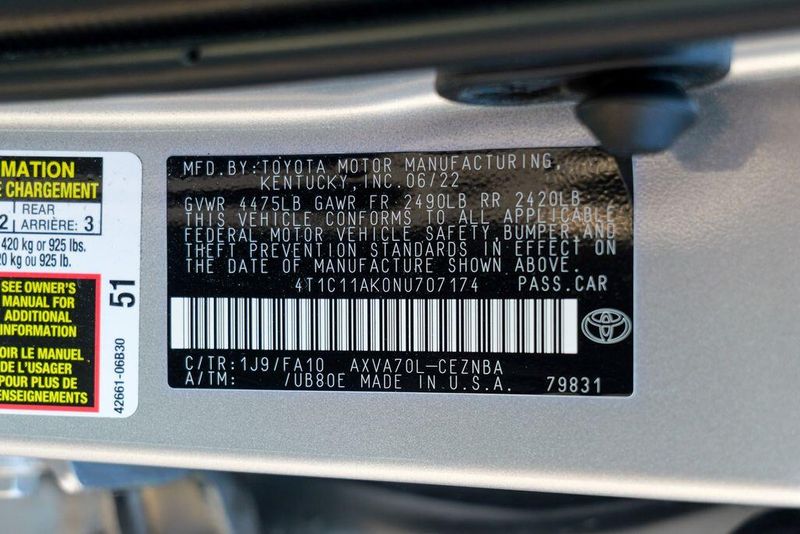 MATION
E CHARGEMENT
2
REAR
ARRIÈRE: 3
420 kg or 925 lbs.
20 kg ou 925 lb.
SEE OWNER'S
MANUAL FOR
ADDITIONAL
INFORMATION
OIR LE MANUEL
DE L'USAGER
POUR PLUS DE
ENSEIGNEMENTS
51
42661-06B30
MFD.BY:TOYOTA MOTOR MANUFACTURING,
KENTUCKY,INC.06/22
GVWR 4475LB GAWR FR 2490LB RR 2420LB
THIS VEHICLE CONFORMS TO ALL APPLICABLE
FEDERAL MOTOR VEHICLE SAFETY,BUMPER AND
THEFT PREVENTION STANDARDS IN EFFECT ON
THE DATE OF MANUFACTURE SHOWN ABOVE.
4T1C11AK0NU707174 PASS.CAR
C/TR:1J9/FA10 AXVA70L-CEZNBA
A/TM: /UB80E MADE IN U.S.A. 79831